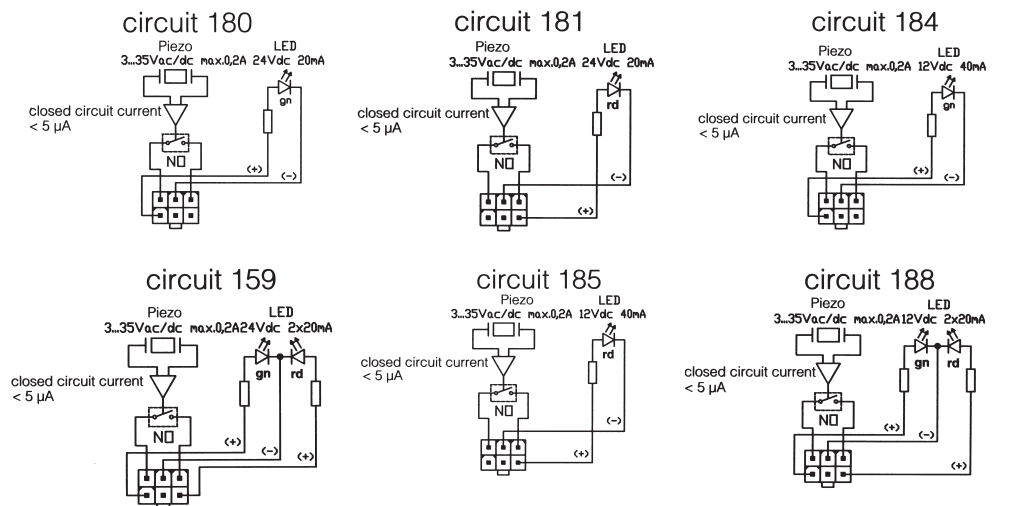 circuit 180
Piezo LED
3...35Vac/dc max.0,2A 24Vdc 20mA
gn
closed circuit current
< 5 µA
NO
(+)
(-)
circuit 181
Piezo LED
3...35Vac/dc max.0,2A 24Vdc 20mA
rd
closed circuit current
< 5 µA
NO
(-)
(+)
circuit 184
Piezo LED
3...35Vac/dc max.0,2A 12Vdc 40mA
gn
closed circuit current
< 5 µA
NO
(+)
(-)
circuit 159
Piezo LED
3...35Vac/dc max.0,2A24Vdc 2x20mA
gn rd
closed circuit current
< 5 µA
NO
(+)
(-)
(+)
circuit 185
Piezo LED
3...35Vac/dc max.0,2A 12Vdc 40mA
rd
closed circuit current
< 5 µA
NO
(-)
(+)
circuit 188
Piezo LED
3...35Vac/dc max.0,2A12Vdc 2x20mA
gn rd
closed circuit current
< 5 µA
NO
(+)
(-)
(+)